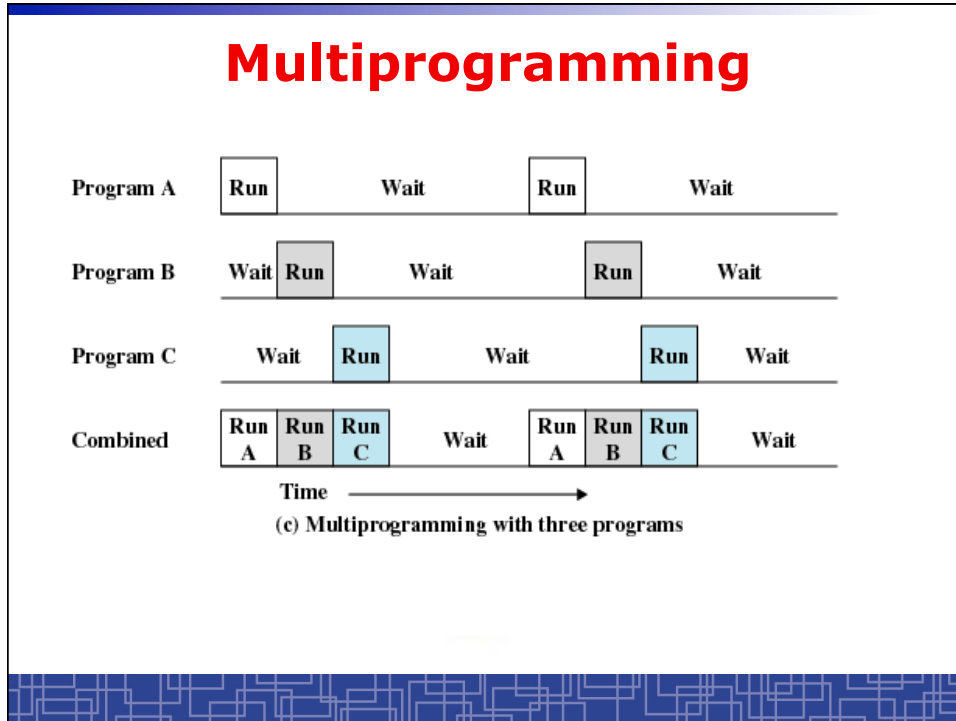 Multiprogramming
Program A Run Wait Run Wait
Program B Wait Run Wait Run Wait
Program C Wait Run Wait Run Wait
Combined Run A Run B Run C Wait Run A Run B Run C Wait
Time
(c) Multiprogramming with three programs